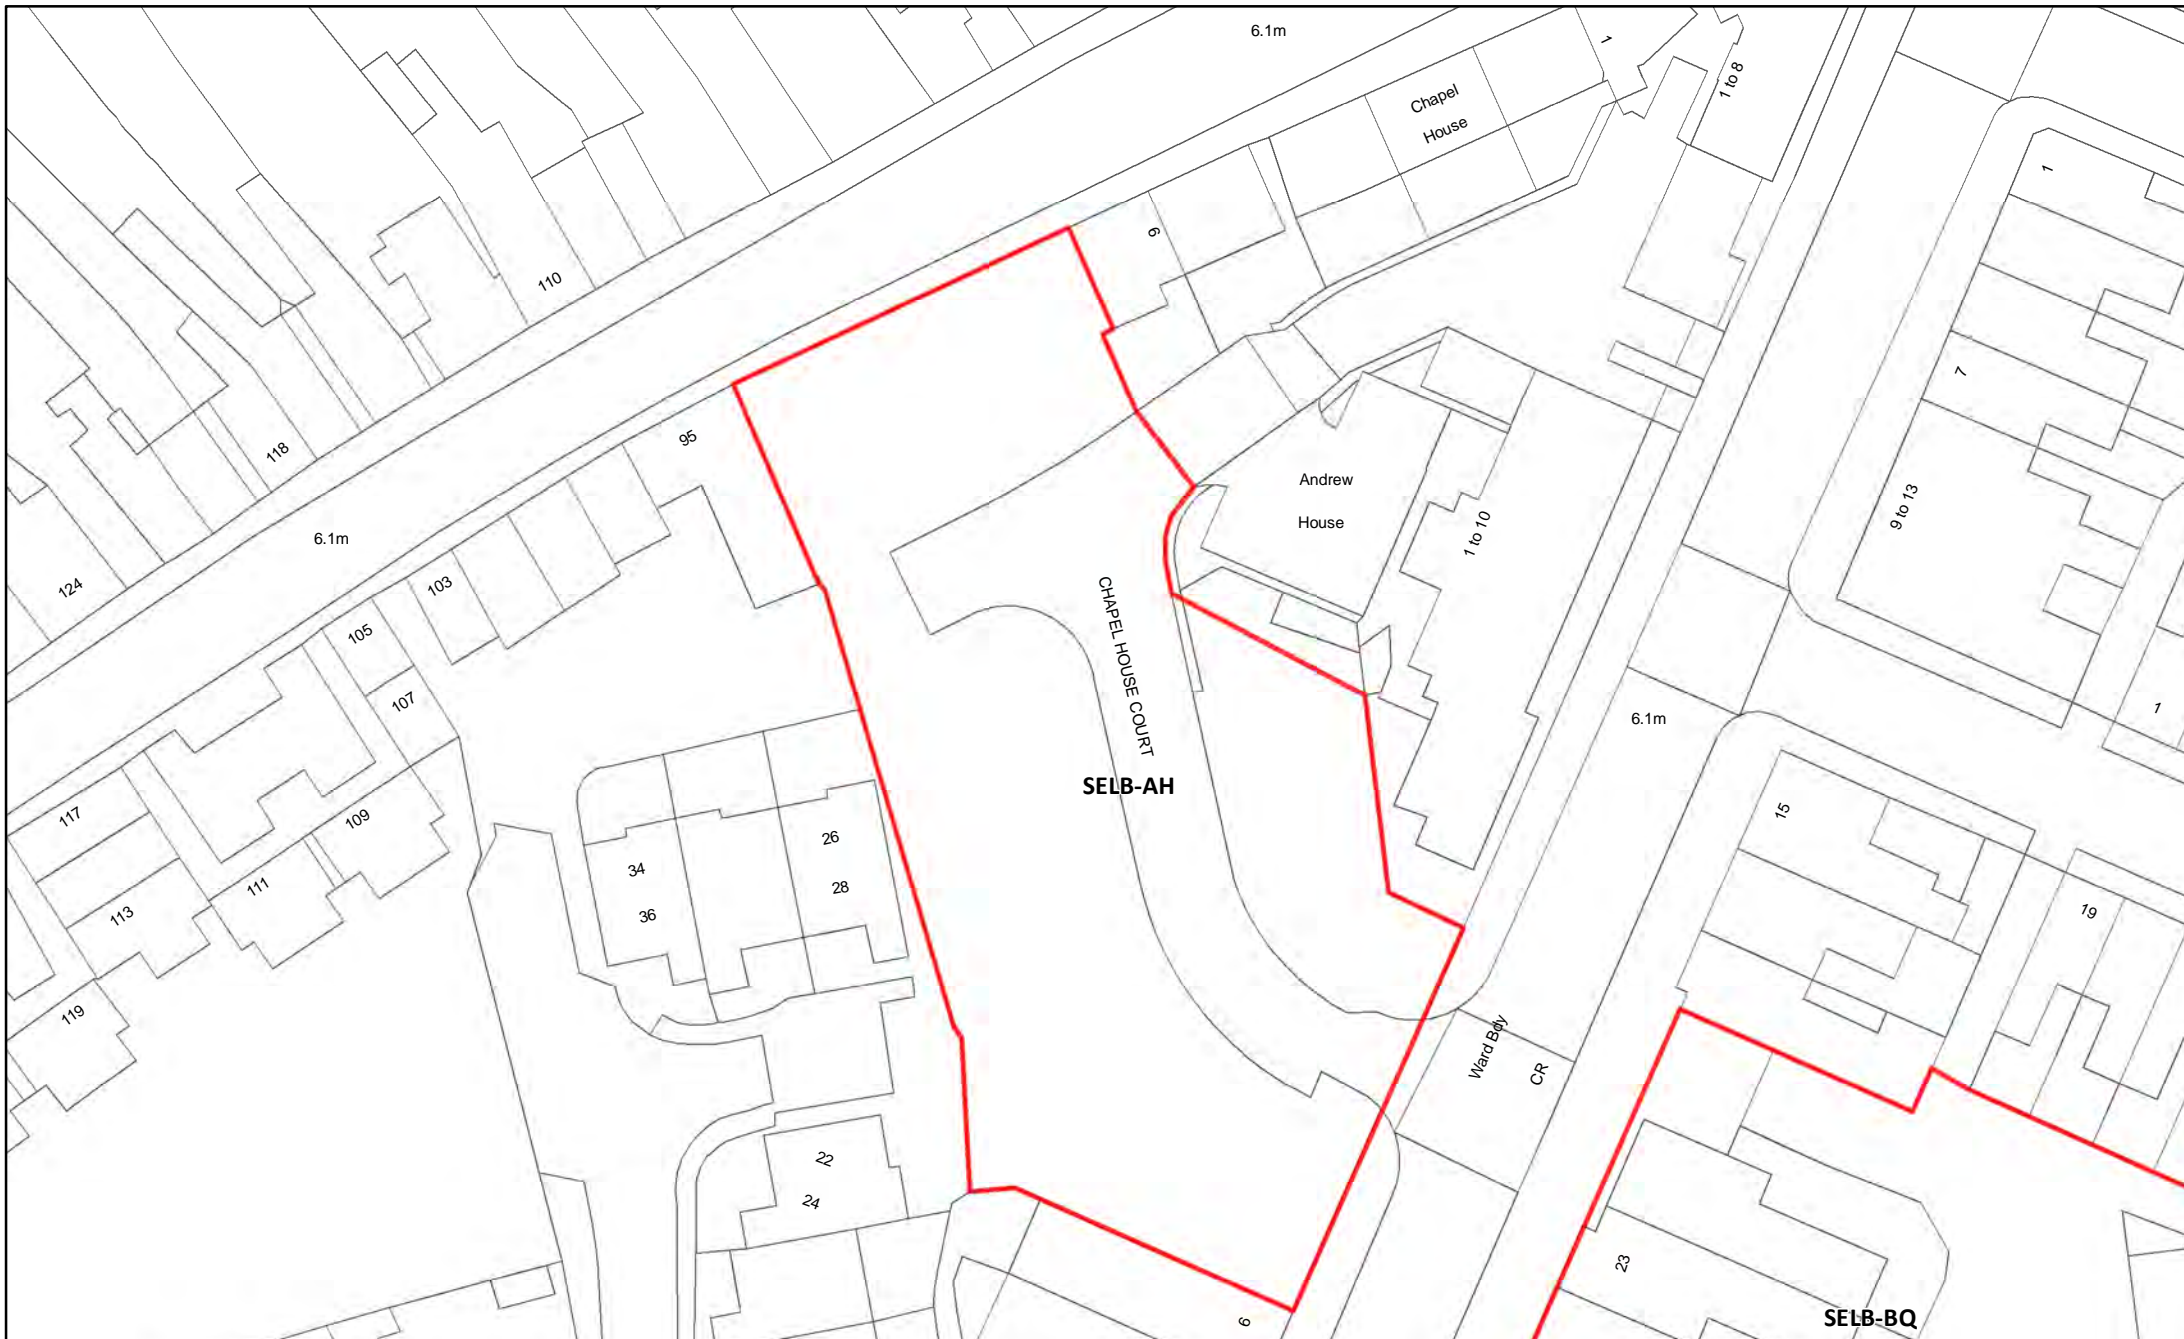 6.1m
1
1 to 8
Chapel
House
1
6
110
95
118
7
Andrew
House
9 to 13
1 to 10
6.1m
124
103
CHAPEL HOUSE COURT
105
107
1
6.1m
SELB-AH
117
109
15
26
34
28
111
113
36
19
119
Ward Bdy
CR
22
24
23
6
SELB-BQ